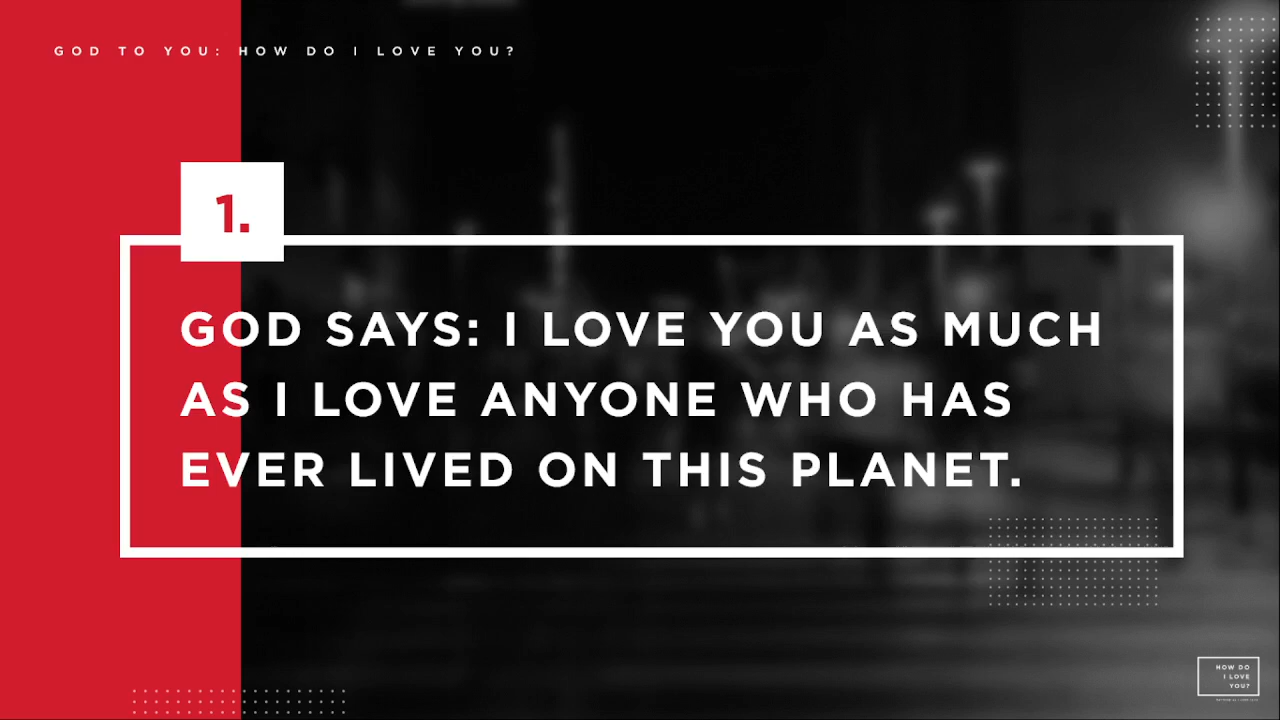 GOD TO YOU: HOW DO I LOVE YOU?
1.
GOD SAYS: I LOVE YOU AS MUCH
AS I LOVE ANYONE WHO HAS
EVER LIVED ON THIS PLANET.
HOW DO
I LOVE
YOU?